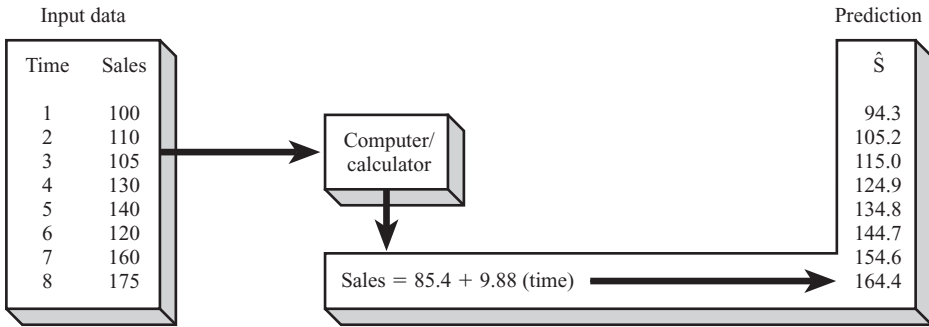 Input data
Time Sales
1 100
2 110
3 105
4 130
5 140
6 120
7 160
8 175
Computer/
calculator
Sales = 85.4 + 9.88 (time)
Prediction
Ŝ
94.3
105.2
115.0
124.9
134.8
144.7
154.6
164.4